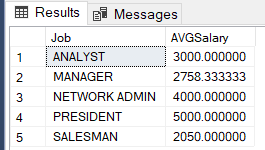 Results Messages
Job AVGSalary
1 ANALYST 3000.000000
2 MANAGER 2758.333333
3 NETWORK ADMIN 4000.000000
4 PRESIDENT 5000.000000
5 SALESMAN 2050.000000